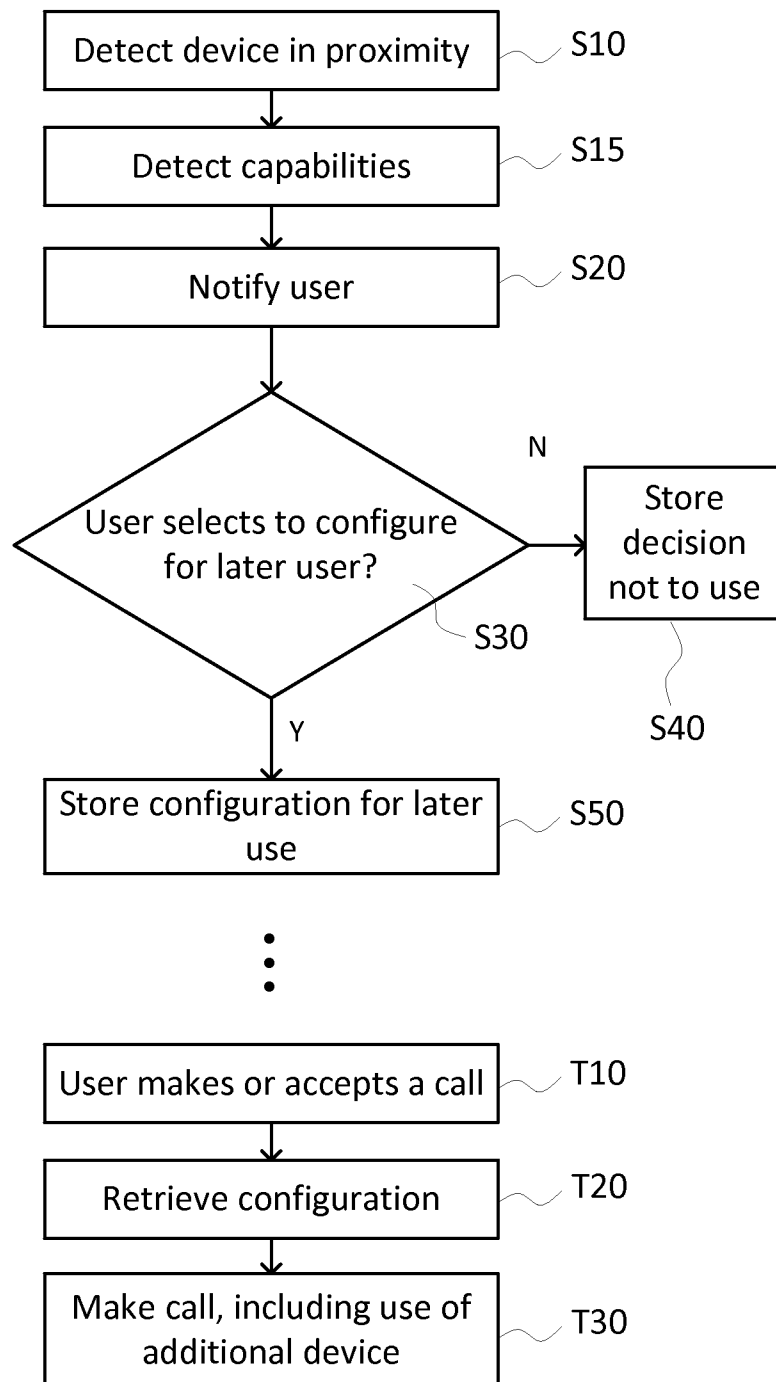 Detect device in proximity
S10
Detect capabilities
S15
Notify user
S20
N
User selects to configure
for later user?
S30
Store
decision
not to use
S40
Y
Store configuration for later
use
S50
User makes or accepts a call
T10
Retrieve configuration
T20
Make call, including use of
additional device
T30